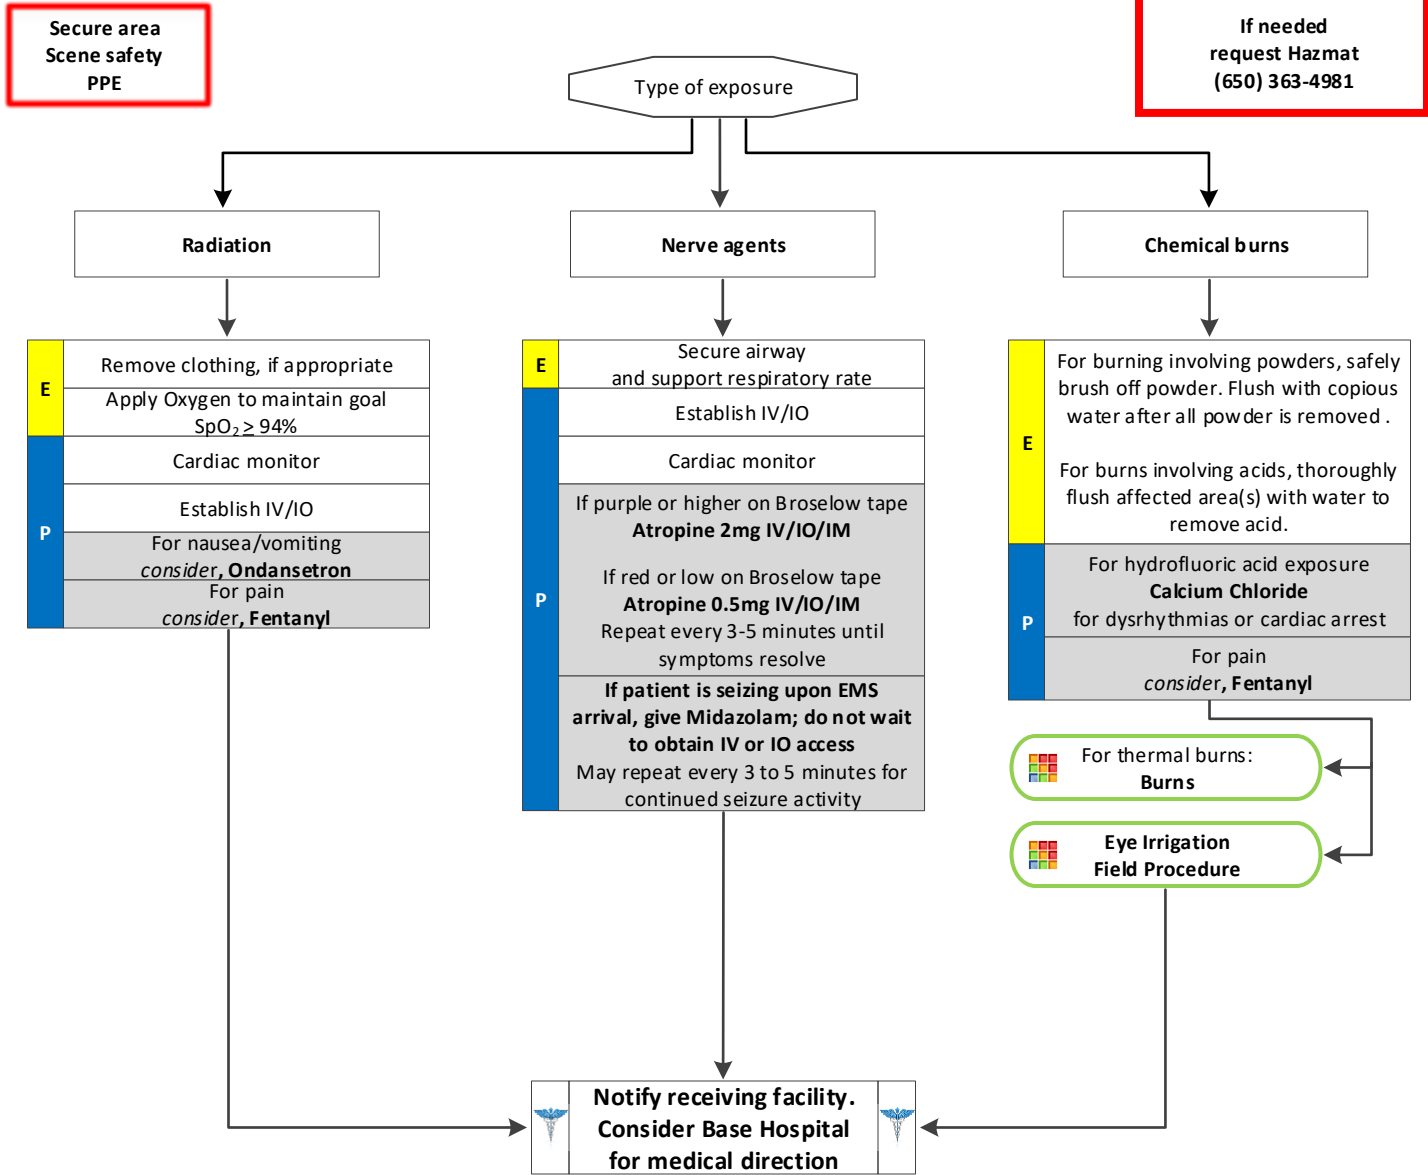 Secure area
Scene safety
PPE
If needed
request Hazmat
(650) 363-4981
Type of exposure
Radiation
Nerve agents
Chemical burns
E
Remove clothing, if appropriate
Apply Oxygen to maintain goal
SpO₂ ≥ 94%
P
Cardiac monitor
Establish IV/IO
For nausea/vomiting
consider, Ondansetron
For pain
consider, Fentanyl
E
Secure airway
and support respiratory rate
P
Establish IV/IO
Cardiac monitor
If purple or higher on Broselow tape
Atropine 2mg IV/IO/IM
If red or low on Broselow tape
Atropine 0.5mg IV/IO/IM
Repeat every 3-5 minutes until
symptoms resolve
If patient is seizing upon EMS
arrival, give Midazolam; do not wait
to obtain IV or IO access
May repeat every 3 to 5 minutes for
continued seizure activity
E
For burning involving powders, safely
brush off powder. Flush with copious
water after all powder is removed .
For burns involving acids, thoroughly
flush affected area(s) with water to
remove acid.
P
For hydrofluoric acid exposure
Calcium Chloride
for dysrhythmias or cardiac arrest
For pain
consider, Fentanyl
For thermal burns:
Burns
Eye Irrigation
Field Procedure
Notify receiving facility.
Consider Base Hospital
for medical direction